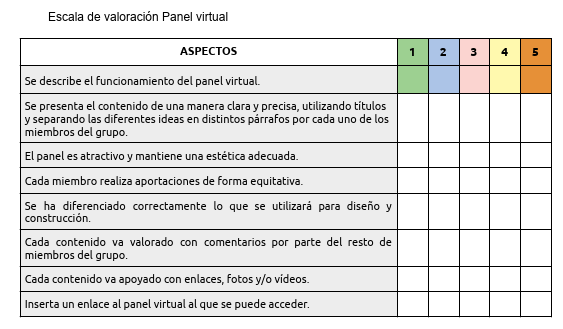 Escala de valoración Panel virtual
ASPECTOS 1 2 3 4 5
Se describe el funcionamiento del panel virtual.
Se presenta el contenido de una manera clara y precisa, utilizando títulos
y separando las diferentes ideas en distintos párrafos por cada uno de los
miembros del grupo.
El panel es atractivo y mantiene una estética adecuada.
Cada miembro realiza aportaciones de forma equitativa.
Se ha diferenciado correctamente lo que se utilizará para diseño y
construcción.
Cada contenido va valorado con comentarios por parte del resto de
miembros del grupo.
Cada contenido va apoyado con enlaces, fotos y/o vídeos.
Inserta un enlace al panel virtual al que se puede acceder.